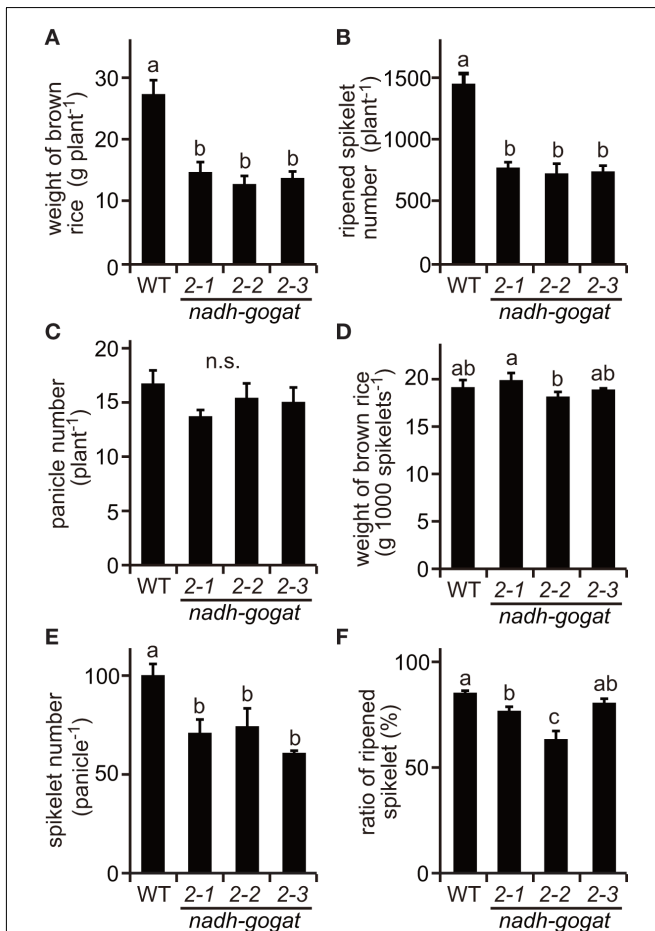 A
weight of brown
rice (g plant-1)
30
20
10
0
a
b
b
b
WT
2-1
2-2
2-3
nadh-gogat
B
ripened spikelet
number (plant-1)
1500
1000
500
0
a
b
b
b
WT
2-1
2-2
2-3
nadh-gogat
C
panicle number
(plant-1)
20
15
10
5
0
n.s.
WT
2-1
2-2
2-3
nadh-gogat
D
weight of brown rice
(g 1000 spikelets-1)
20
15
10
5
0
ab
a
b
ab
WT
2-1
2-2
2-3
nadh-gogat
E
spikelet number
(panicle-1)
100
50
0
a
b
b
b
WT
2-1
2-2
2-3
nadh-gogat
F
ratio of ripened
spikelet (%)
100
50
0
a
b
c
ab
WT
2-1
2-2
2-3
nadh-gogat